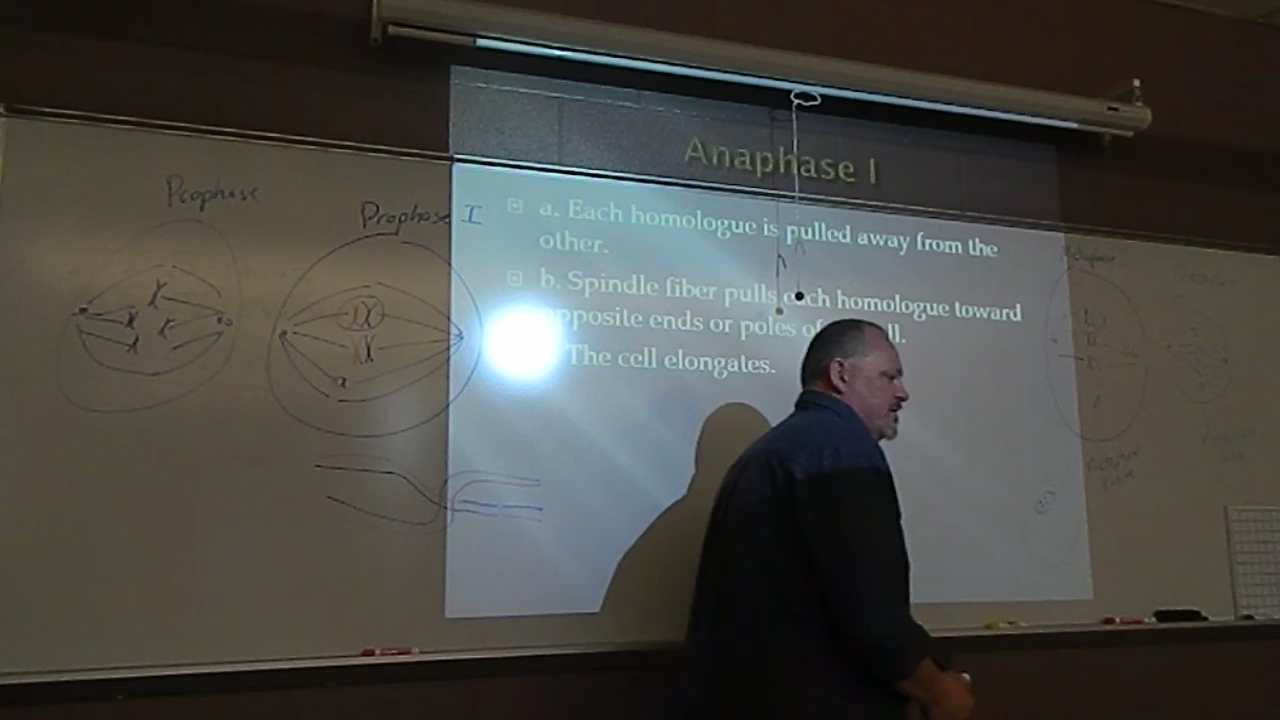 Anaphase I
Prophase
Prophase I
a. Each homologue is pulled away from the
other.
b. Spindle fiber pulls each homologue toward
opposite ends or poles of
The cell elongates.